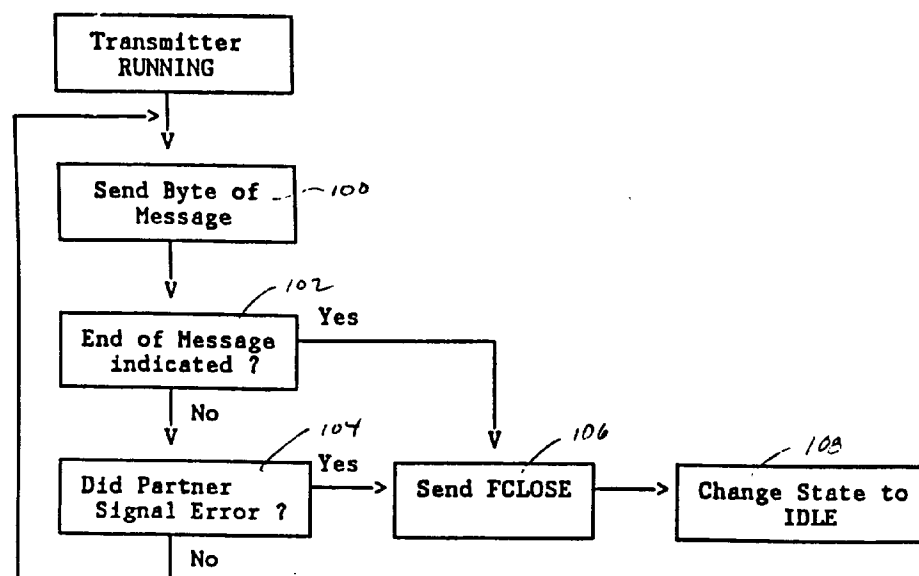 Transmitter
RUNNING
Send Byte of
Message
100
102
End of Message
indicated ?
Yes
No
104
Did Partner
Signal Error ?
Yes
106
Send FCLOSE
108
Change State to
IDLE
No